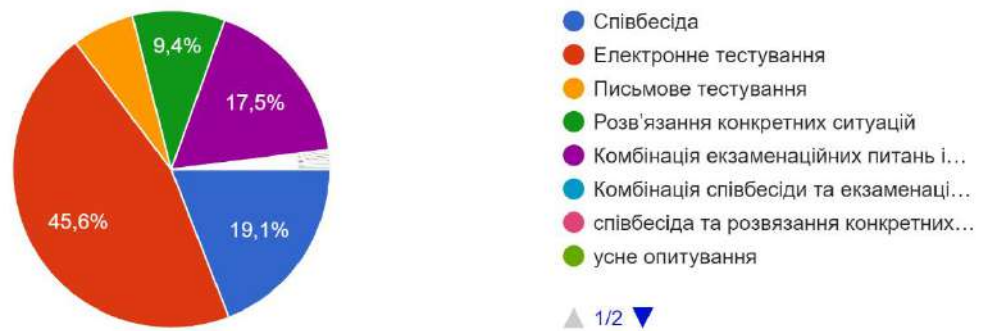 9,4%
17,5%
45,6%
19,1%
Співбесіда
Електронне тестування
Письмове тестування
Розв'язання конкретних ситуацій
Комбінація екзаменаційних питань і...
Комбінація співбесіди та екзаменаці...
співбесіда та розвязання конкретних...
усне опитування
1/2